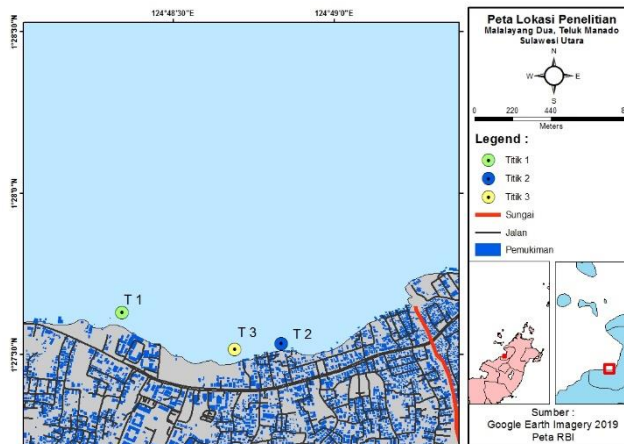 124°48'30"E
124°49'0"E
1°28'30"N
1°28'0"N
1°27'30"N
T 1
T 3
T 2
Peta Lokasi Penelitian
Malalayang Dua, Teluk Manado
Sulawesi Utara
N
W
E
S
0
220
440
Meters
Legend :
Titik 1
Titik 2
Titik 3
Sungai
Jalan
Pemukiman
Sumber :
Google Earth Imagery 2019
Peta RBI